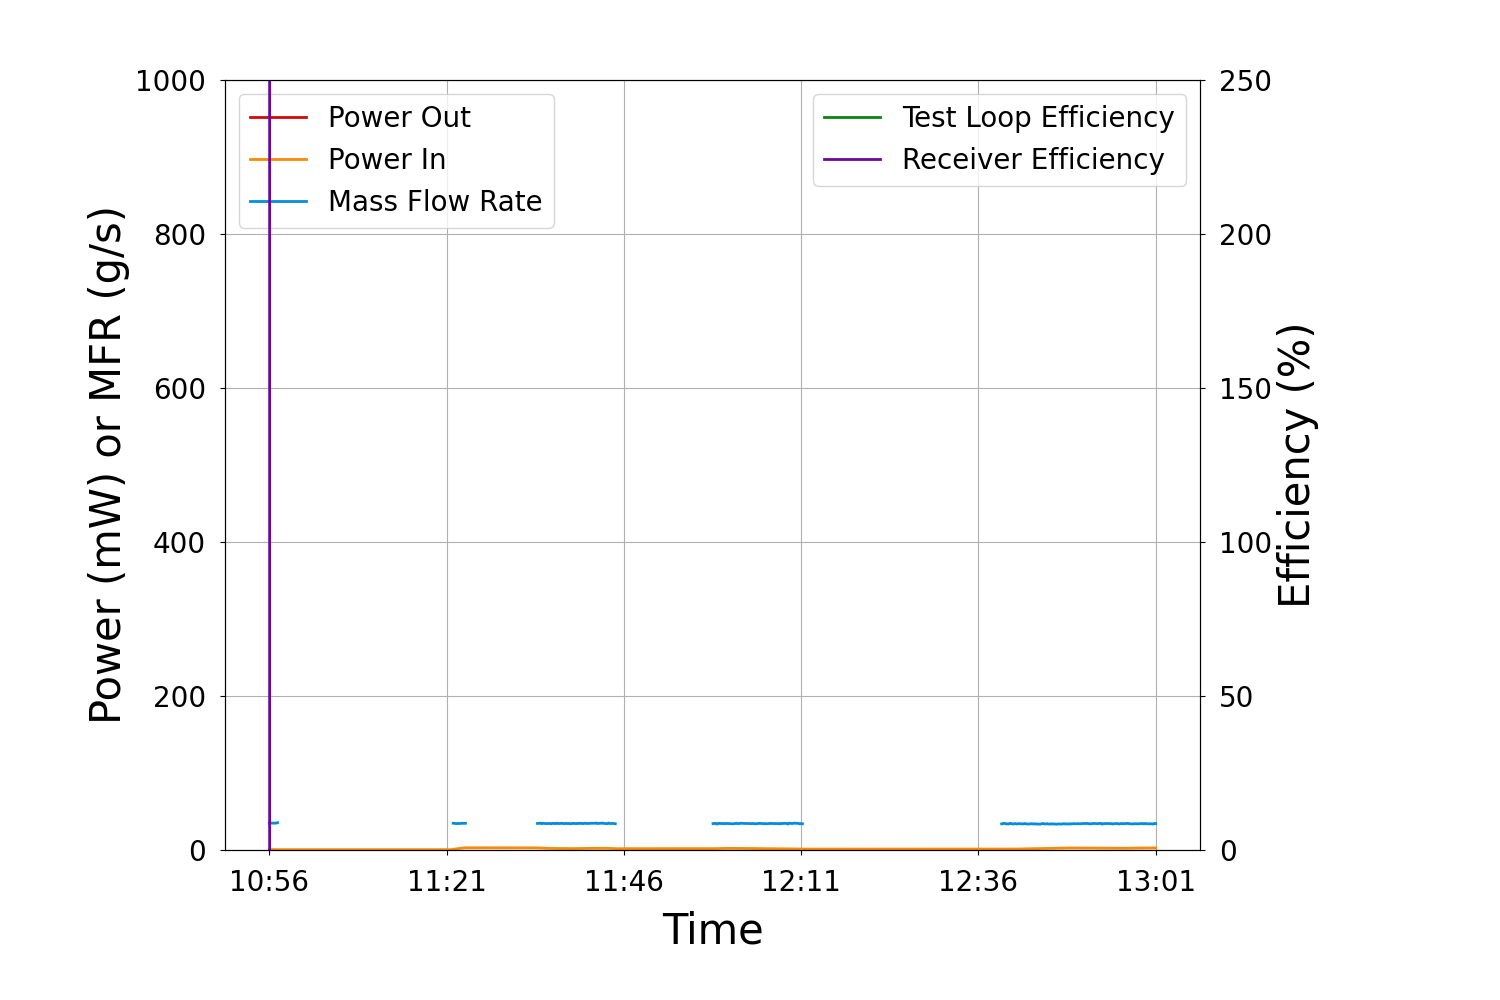 1000
800
600
400
200
0
Power (mW) or MFR (g/s)
Power Out
Power In
Mass Flow Rate
Test Loop Efficiency
Receiver Efficiency
250
200
150
100
50
0
Efficiency (%)
10:56 11:21 11:46 12:11 12:36 13:01
Time